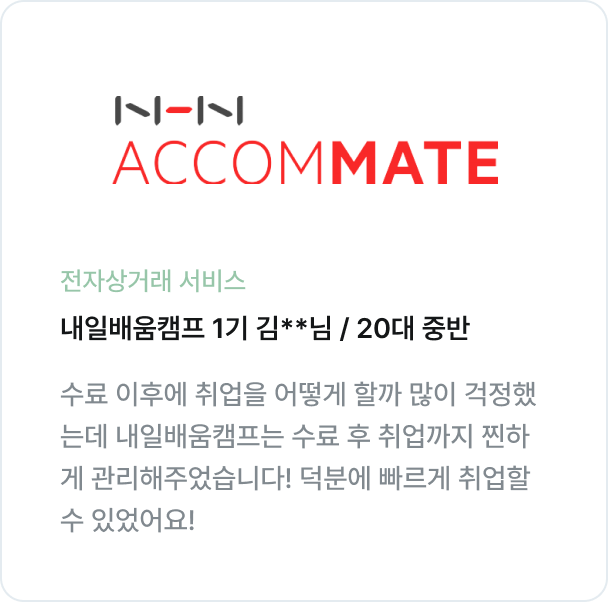 NHN
ACCOMMATE
전자상거래 서비스
내일배움캠프 1기 김**님 / 20대 중반
수료 이후에 취업을 어떻게 할까 많이 걱정했
는데 내일배움캠프는 수료 후 취업까지 찐하
게 관리해주었습니다! 덕분에 빠르게 취업할
수 있었어요!